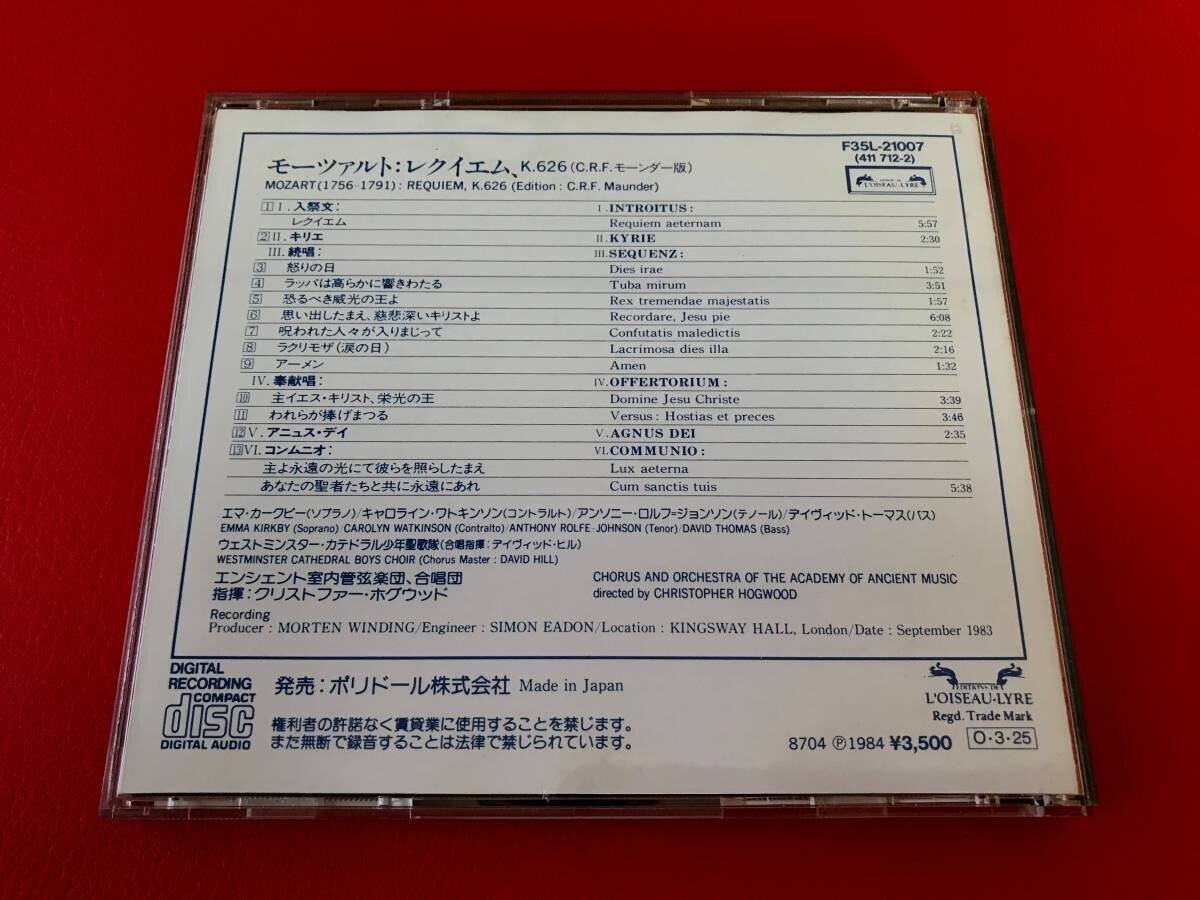 F35L-21007
(411 712-2)
L'OISEAU-LYRE
モーツァルト:レクイエム、K.626(C.R.F.モーンダー版)
MOZART(1756-1791) : REQUIEM, K.626 (Edition : C.R.F. Maunder)
1 I. 入祭文: I. INTROITUS:
レクイエム Requiem aeternam 5:57
2 II. キリエ II. KYRIE 2:30
III. 続唱: III. SEQUENZ:
3 怒りの日 Dies irae 1:52
4 ラッパは高らかに響きわたる Tuba mirum 3:51
5 恐るべき威光の王よ Rex tremendae majestatis 1:57
6 思い出したまえ、慈悲深いキリストよ Recordare, Jesu pie 6:08
7 呪われた人々が入りまじって Confutatis maledictis 2:22
8 ラクリモザ(涙の日) Lacrimosa dies illa 2:16
9 アーメン Amen 1:32
IV. 奉献唱: IV. OFFERTORIUM:
10 主イエス・キリスト、栄光の王 Domine Jesu Christe 3:39
11 われらが捧げまつる Versus : Hostias et preces 3:46
12 V. アニュス・デイ V. AGNUS DEI 2:35
13 VI. コンムニオ: VI. COMMUNIO:
主よ永遠の光にて彼らを照らしたまえ Lux aeterna
あなたの聖者たちと共に永遠にあれ Cum sanctis tuis 5:38
エマ・カークビー(ソプラノ)/キャロライン・ワトキンソン(コントラルト)/アンソニー・ロルフ=ジョンソン(テノール)/デイヴィッド・トーマス(バス)
EMMA KIRKBY (Soprano)/CAROLYN WATKINSON (Contralto)/ANTHONY ROLFE-JOHNSON (Tenor)/DAVID THOMAS (Bass)
ウェストミンスター・カテドラル少年聖歌隊(合唱指揮:デイヴィッド・ヒル)
WESTMINSTER CATHEDRAL BOYS CHOIR (Chorus Master : DAVID HILL)
エンシェント室内管弦楽団、合唱団 CHORUS AND ORCHESTRA OF THE ACADEMY OF ANCIENT MUSIC
指揮:クリストファー・ホグウッド directed by CHRISTOPHER HOGWOOD
Recording
Producer : MORTEN WINDING/Engineer : SIMON EADON/Location : KINGSWAY HALL, London/Date : September 1983
DIGITAL
RECORDING
COMPACT
disc
DIGITAL AUDIO
発売:ポリドール株式会社 Made in Japan
権利者の許諾なく賃貸業に使用することを禁じます。
また無断で録音することは法律で禁じられています。
EDITIONS DE
L'OISEAU-LYRE
Regd. Trade Mark
8704 Ⓟ1984 ¥3,500 O・3・25